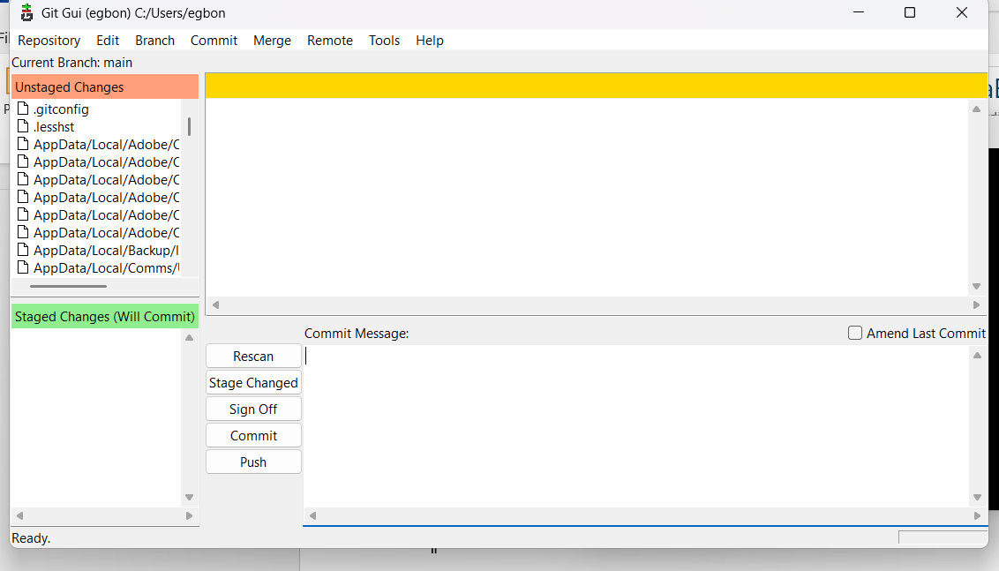 Git Gui (egbon) C:/Users/egbon
Repository Edit Branch Commit Merge Remote Tools Help
Current Branch: main
Unstaged Changes
.gitconfig
.lesshst
AppData/Local/Adobe/C
AppData/Local/Adobe/C
AppData/Local/Adobe/C
AppData/Local/Adobe/C
AppData/Local/Adobe/C
AppData/Local/Adobe/C
AppData/Local/Backup/
AppData/Local/Comms/
Staged Changes (Will Commit)
Commit Message:
Amend Last Commit
Rescan
Stage Changed
Sign Off
Commit
Push
Ready.